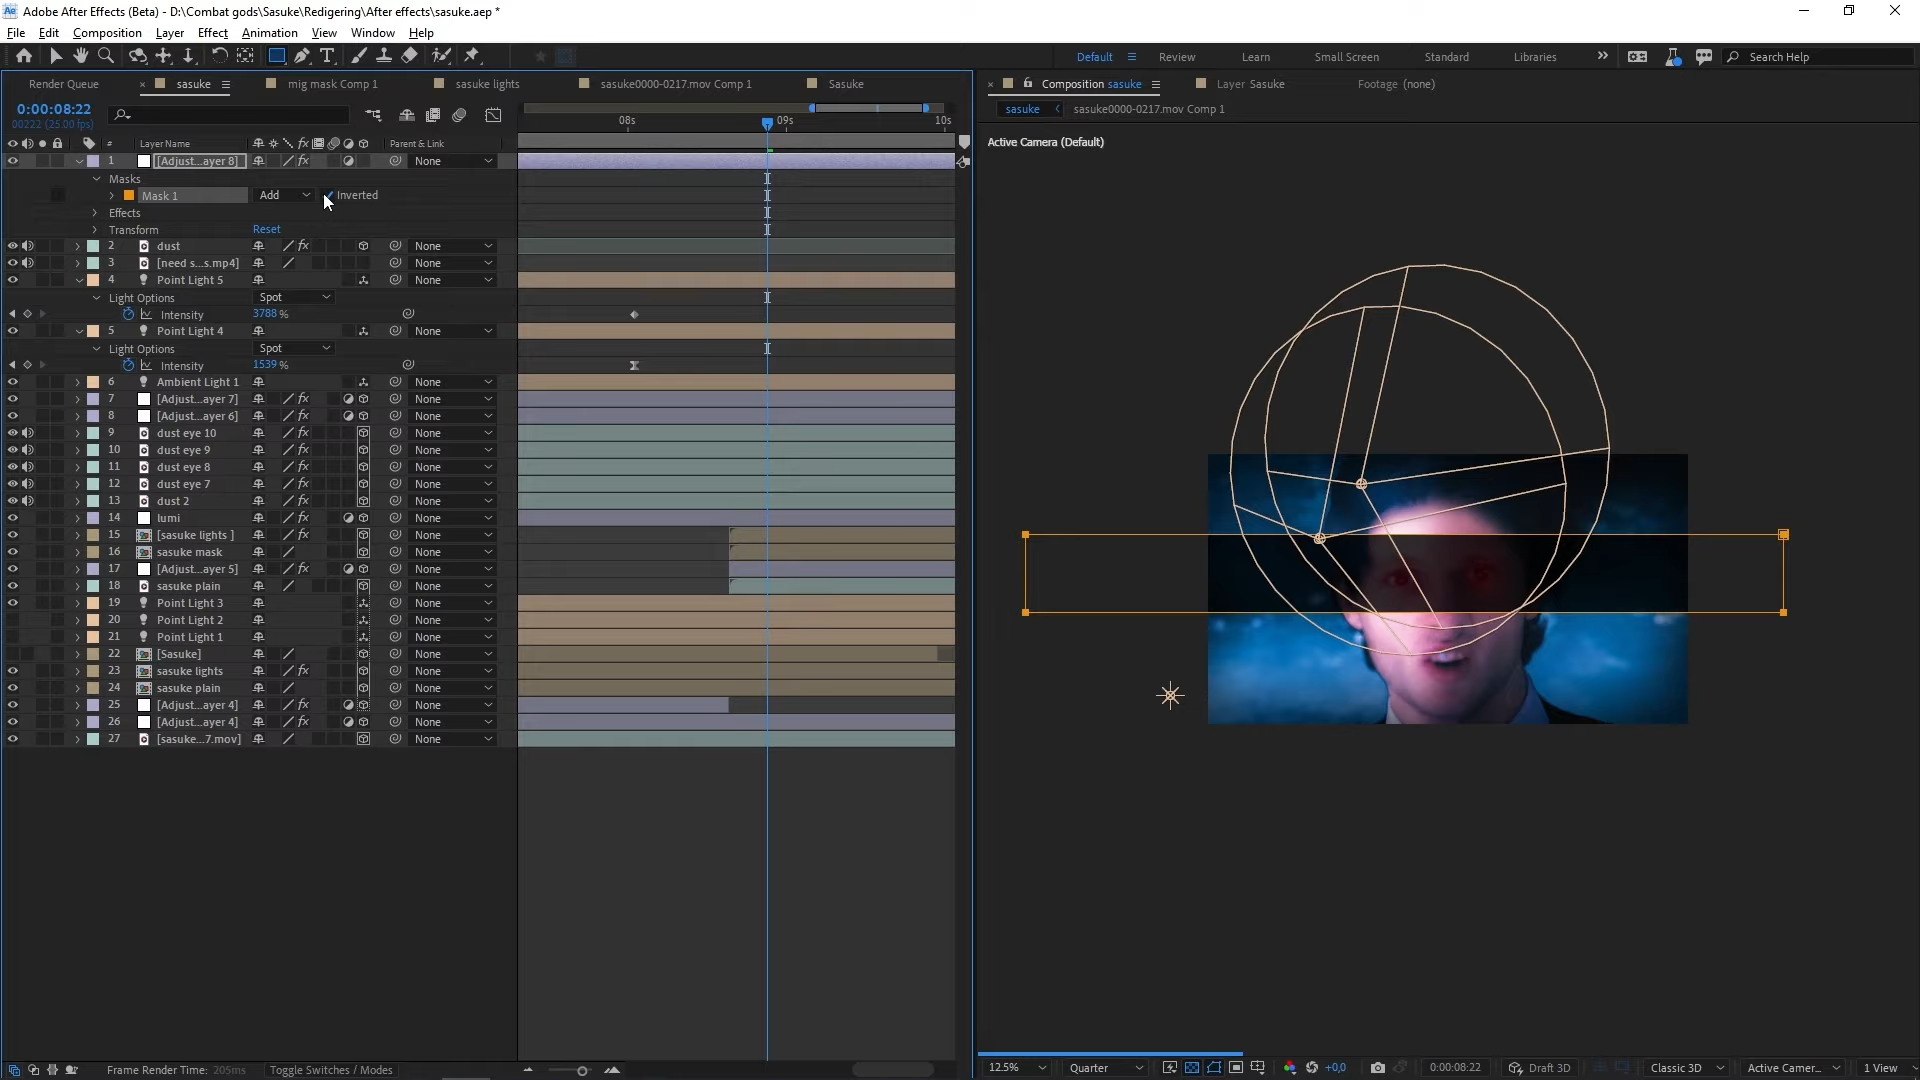 Adobe After Effects (Beta) - D:\Combat gods\Sasuke\Redigering\After effects\sasuke.aep *
File Edit Composition Layer Effect Animation View Window Help
Default Review Learn Small Screen Standard Libraries Search Help
Render Queue sasuke mig mask Comp 1 sasuke lights sasuke0000-0217.mov Comp 1 Sasuke
Composition sasuke Layer Sasuke Footage (none)
0:00:08:22
00222 (25.00 fps)
sasuke sasuke0000-0217.mov Comp 1
08s 09s 10s
Active Camera (Default)
# Layer Name Parent & Link
1 [Adjust...ayer 8] None
Masks
Mask 1 Add Inverted
Effects
Transform Reset
2 dust None
3 [need s...s.mp4] None
4 Point Light 5 None
Light Options Spot
Intensity 3788 %
5 Point Light 4 None
Light Options Spot
Intensity 1539 %
6 Ambient Light 1 None
7 [Adjust...ayer 7] None
8 [Adjust...ayer 6] None
9 dust eye 10 None
10 dust eye 9 None
11 dust eye 8 None
12 dust eye 7 None
13 dust 2 None
14 lumi None
15 [sasuke lights ] None
16 sasuke mask None
17 [Adjust...ayer 5] None
18 sasuke plain None
19 Point Light 3 None
20 Point Light 2 None
21 Point Light 1 None
22 [Sasuke] None
23 sasuke lights None
24 sasuke plain None
25 [Adjust...ayer 4] None
26 [Adjust...ayer 4] None
27 [sasuke...7.mov] None
Frame Render Time: 205ms Toggle Switches / Modes
12.5% Quarter +0,0 0:00:08:22 Draft 3D Classic 3D Active Camer... 1 View